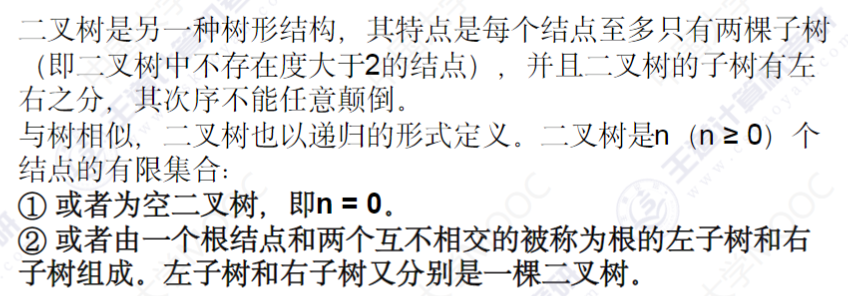 二叉树是另一种树形结构，其特点是每个结点至多只有两棵子树
（即二叉树中不存在度大于2的结点），并且二叉树的子树有左
右之分，其次序不能任意颠倒。
与树相似，二叉树也以递归的形式定义。二叉树是n（n ≥ 0）个
结点的有限集合：
① 或者为空二叉树，即n = 0。
② 或者由一个根结点和两个互不相交的被称为根的左子树和右
子树组成。左子树和右子树又分别是一棵二叉树。